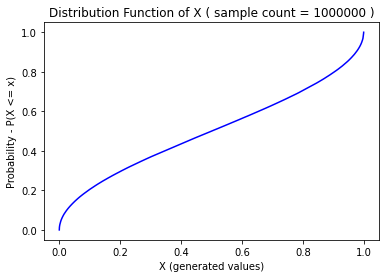 Distribution Function of X ( sample count = 1000000 )
Probability - P(X <= x)
1.0
0.8
0.6
0.4
0.2
0.0
0.0 0.2 0.4 0.6 0.8 1.0
X (generated values)